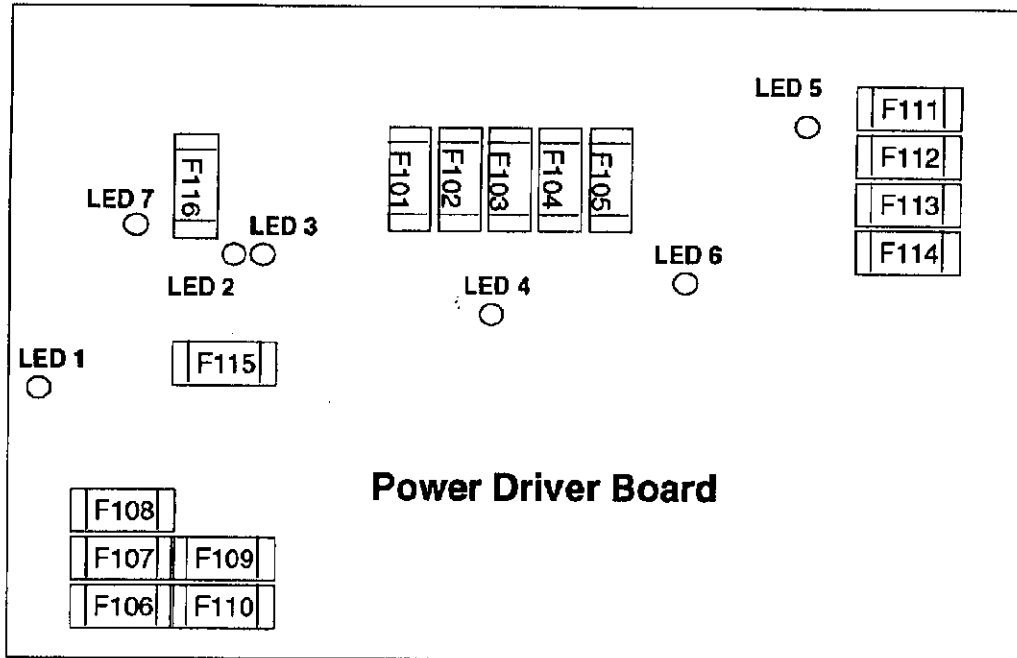 LED 5
F111
F112
F113
F114
F116
F101
F102
F103
F104
F105
LED 7
LED 3
LED 2
LED 4
LED 6
LED 1
F115
Power Driver Board
F108
F107
F109
F106
F110